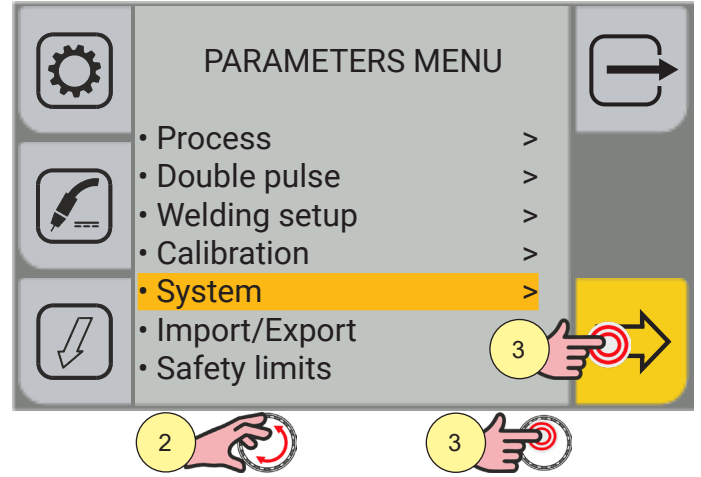 PARAMETERS MENU
• Process >
• Double pulse >
• Welding setup >
• Calibration >
• System >
• Import/Export
• Safety limits
3
2
3